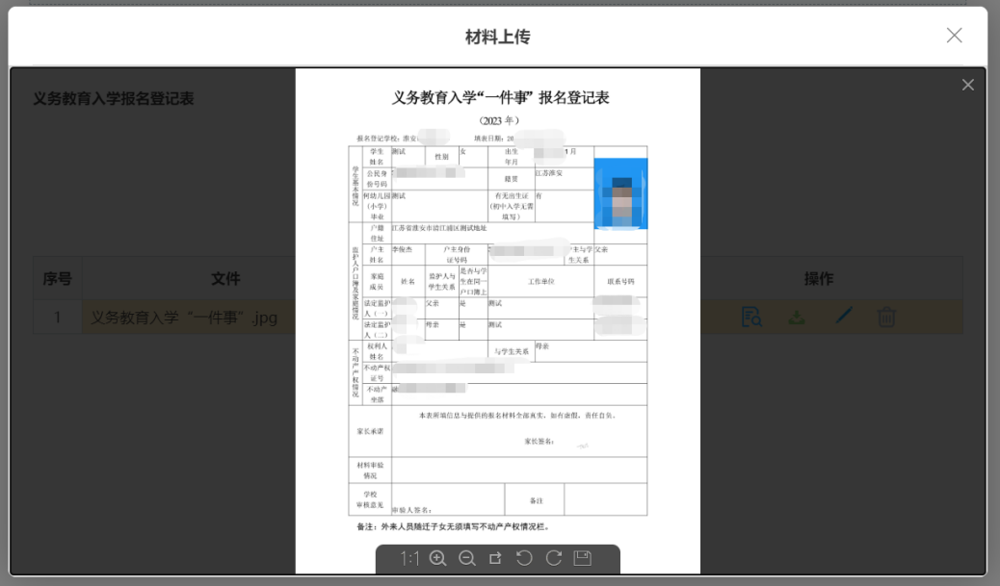 材料上传
义务教育入学报名登记表
序号 文件 操作
1 义务教育入学“一件事”.jpg
义务教育入学“一件事”报名登记表
（2023 年）
报名登记学校：淮安 填表日期：20
学生基本情况
学生姓名 测试 性别 女 出生年月 1 月
公民身份号码 籍贯 江苏淮安
何幼儿园（小学）毕业 测试 有无出生证（初中入学无需填写） 有
监护人户口簿及家庭情况
户籍住址 江苏省淮安市清江浦区测试地址
户主姓名 李俊杰 户主身份证号码 户主与学生关系 父亲
家庭成员 姓名 监护人与学生关系 是否与学生在同一户口簿上 工作单位 联系号码
法定监护人（一） 父亲 是 测试
法定监护人（二） 母亲 是 测试
不动产产权情况
权利人姓名 与学生关系 母亲
不动产权证号
不动产坐落
家长承诺 本表所填信息与提供的报名材料全部真实，如有虚假，责任自负。
家长签名：
材料审验情况
学校审核意见 审验人签名： 备注
备注：外来人员随迁子女无须填写不动产产权情况栏。
1:1